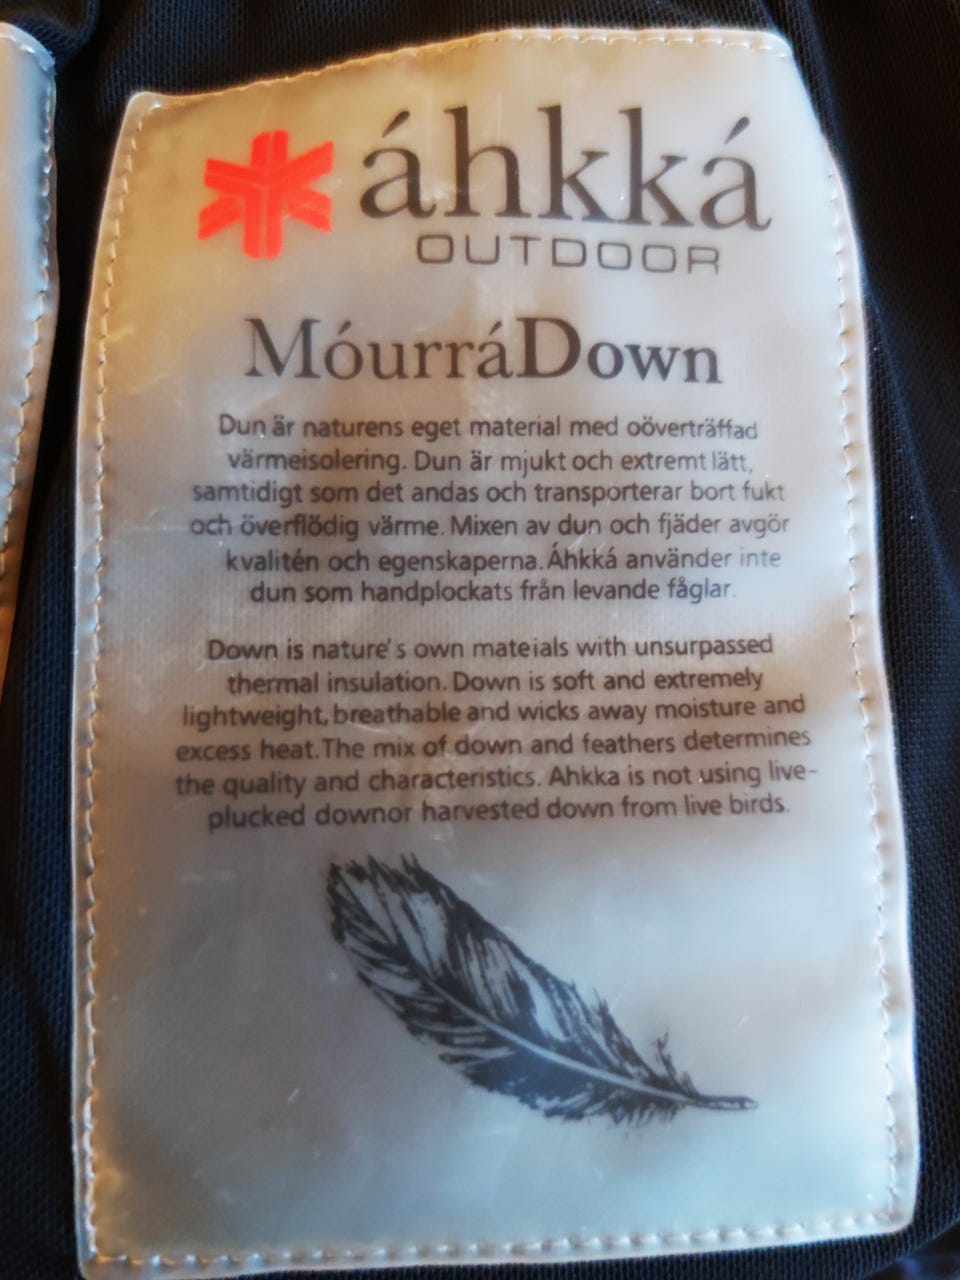 áhkká
OUTDOOR
MóurráDown
Dun är naturens eget material med oöverträffad
värmeisolering. Dun är mjukt och extremt lätt,
samtidigt som det andas och transporterar bort fukt
och överflödig värme. Mixen av dun och fjäder avgör
kvalitén och egenskaperna. Áhkká använder inte
dun som handplockats från levande fåglar.
Down is nature's own mateials with unsurpassed
thermal insulation. Down is soft and extremely
lightweight, breathable and wicks away moisture and
excess heat. The mix of down and feathers determines
the quality and characteristics. Ahkka is not using live-
plucked downor harvested down from live birds.